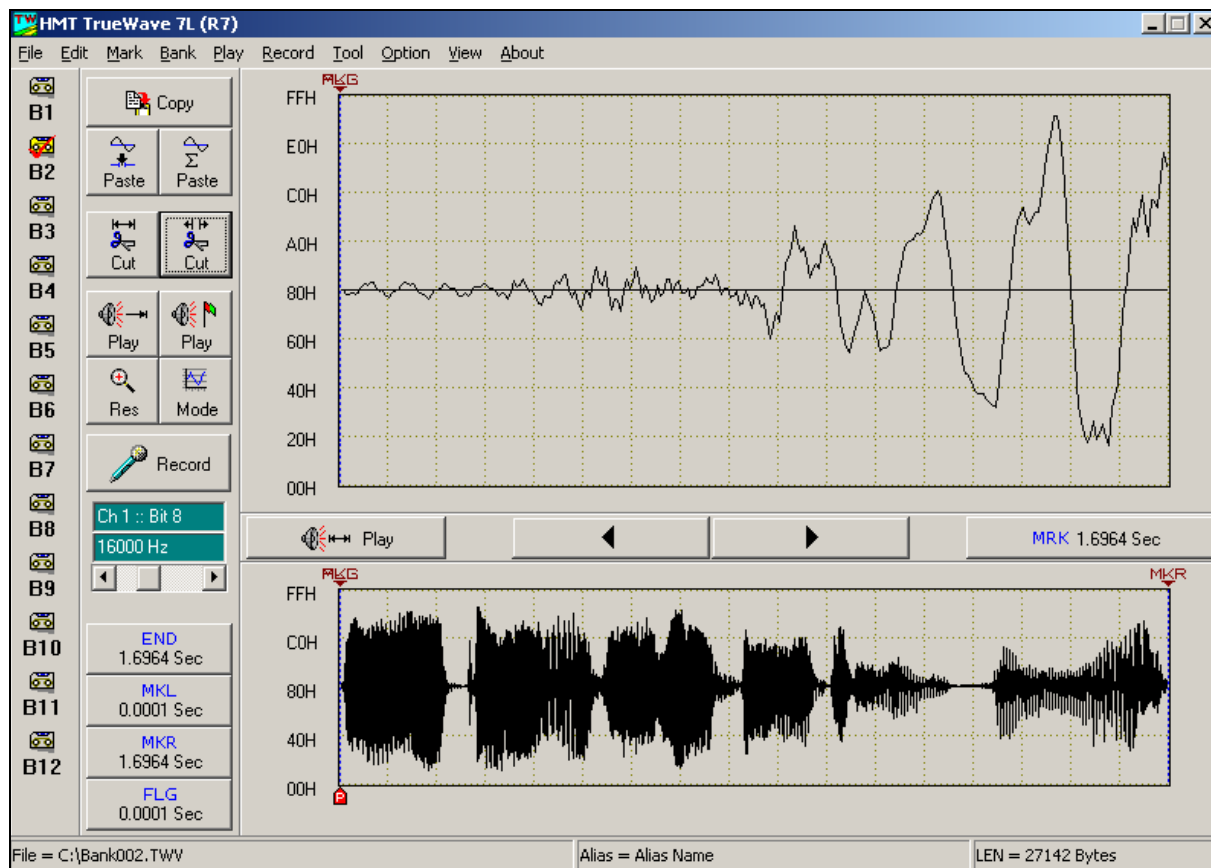 HMT TrueWave 7L (R7)
File Edit Mark Bank Play Record Tool Option View About
B1
B2
B3
B4
B5
B6
B7
B8
B9
B10
B11
B12
Copy
Paste Paste
Cut Cut
Play Play
Res Mode
Record
Ch 1 :: Bit 8
16000 Hz
END
1.6964 Sec
MKL
0.0001 Sec
MKR
1.6964 Sec
FLG
0.0001 Sec
FFH
E0H
C0H
A0H
80H
60H
40H
20H
00H
Play
MRK 1.6964 Sec
MKR
FFH
C0H
80H
40H
00H
P
File = C:\Bank002.TWV
Alias = Alias Name
LEN = 27142 Bytes